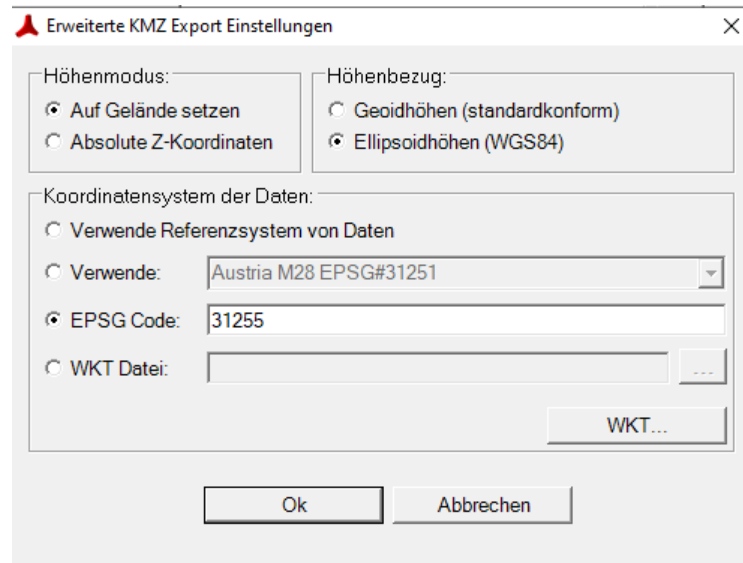 Erweiterte KMZ Export Einstellungen
Höhenmodus:
Auf Gelände setzen
Absolute Z-Koordinaten
Höhenbezug:
Geoidhöhen (standardkonform)
Ellipsoidhöhen (WGS84)
Koordinatensystem der Daten:
Verwende Referenzsystem von Daten
Verwende: Austria M28 EPSG#31251
EPSG Code: 31255
WKT Datei: ...
WKT...
Ok Abbrechen